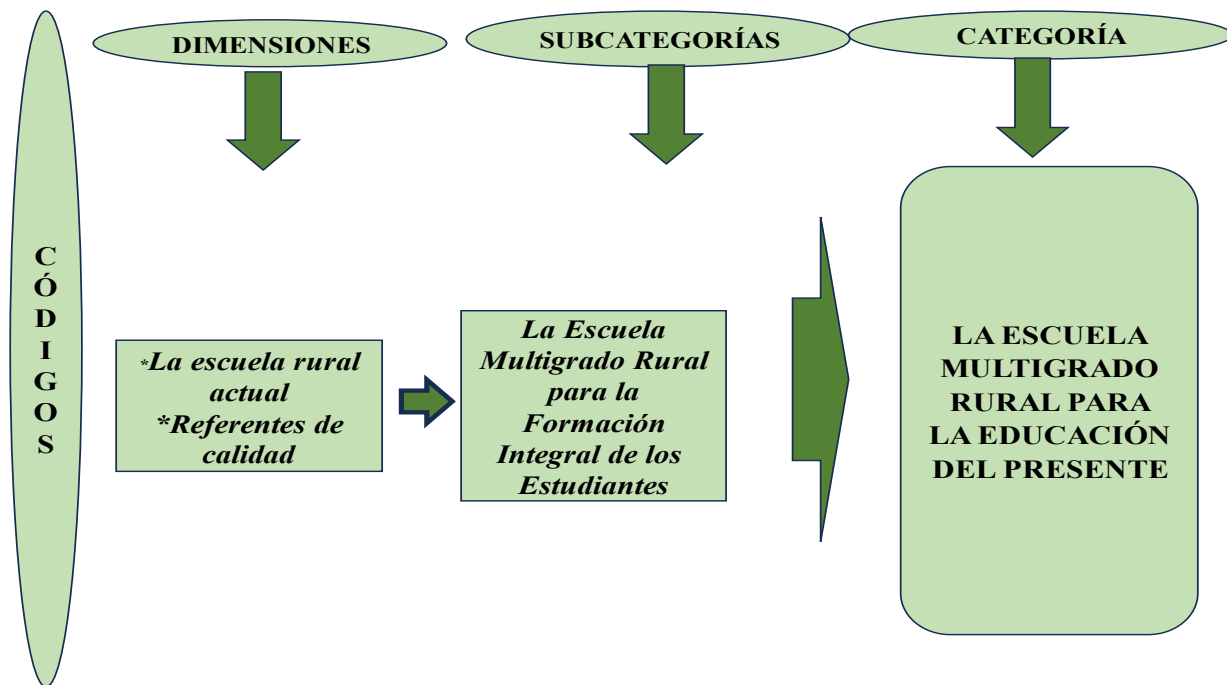 DIMENSIONES
SUBCATEGORÍAS
CATEGORÍA
C
Ó
D
I
G
O
S
*La escuela rural
actual
*Referentes de
calidad
La Escuela
Multigrado Rural
para la
Formación
Integral de los
Estudiantes
LA ESCUELA
MULTIGRADO
RURAL PARA
LA EDUCACIÓN
DEL PRESENTE